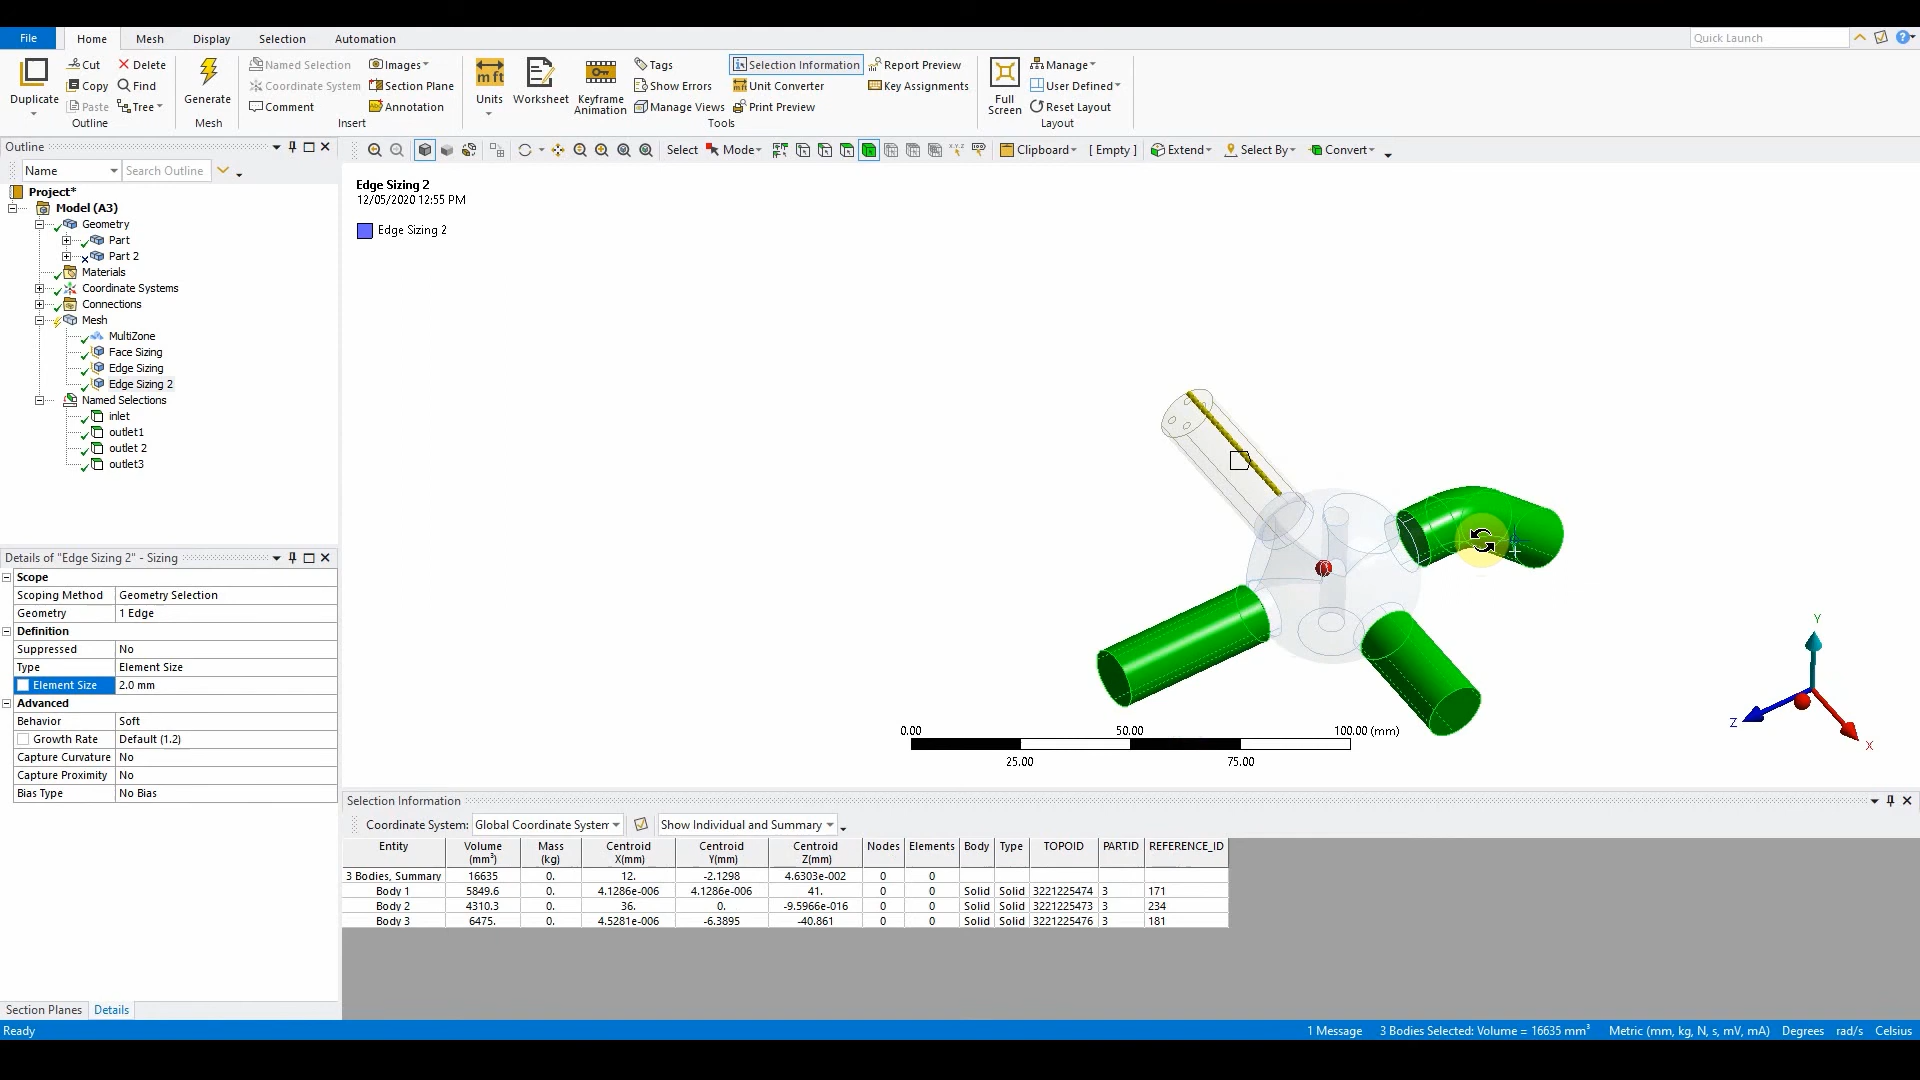 File
Home
Mesh
Display
Selection
Automation
Quick Launch
Duplicate
Cut
Copy
Paste
Delete
Find
Tree
Outline
Generate
Mesh
Named Selection
Coordinate System
Comment
Images
Section Plane
Annotation
Insert
Units
Worksheet
Keyframe
Animation
Tags
Show Errors
Manage Views
Selection Information
Unit Converter
Print Preview
Report Preview
Key Assignments
Tools
Full
Screen
Manage
User Defined
Reset Layout
Layout
Outline
Name
Search Outline
Select
Mode
Clipboard
[ Empty ]
Extend
Select By
Convert
Project*
Model (A3)
Geometry
Part
Part 2
Materials
Coordinate Systems
Connections
Mesh
MultiZone
Face Sizing
Edge Sizing
Edge Sizing 2
Named Selections
inlet
outlet1
outlet 2
outlet3
Edge Sizing 2
12/05/2020 12:55 PM
Edge Sizing 2
0.00 50.00 100.00 (mm)
25.00 75.00
Y
Z
X
Details of "Edge Sizing 2" - Sizing
Scope
Scoping Method Geometry Selection
Geometry 1 Edge
Definition
Suppressed No
Type Element Size
Element Size 2.0 mm
Advanced
Behavior Soft
Growth Rate Default (1.2)
Capture Curvature No
Capture Proximity No
Bias Type No Bias
Section Planes
Details
Selection Information
Coordinate System: Global Coordinate System Show Individual and Summary
Entity Volume (mm³) Mass (kg) Centroid X(mm) Centroid Y(mm) Centroid Z(mm) Nodes Elements Body Type TOPOID PARTID REFERENCE_ID
3 Bodies, Summary 16635 0. 12. -2.1298 4.6303e-002 0 0
Body 1 5849.6 0. 4.1286e-006 4.1286e-006 41. 0 0 Solid Solid 3221225474 3 171
Body 2 4310.3 0. 36. 0. -9.5966e-016 0 0 Solid Solid 3221225473 3 234
Body 3 6475. 0. 4.5281e-006 -6.3895 -40.861 0 0 Solid Solid 3221225476 3 181
Ready
1 Message
3 Bodies Selected: Volume = 16635 mm³
Metric (mm, kg, N, s, mV, mA)
Degrees
rad/s
Celsius